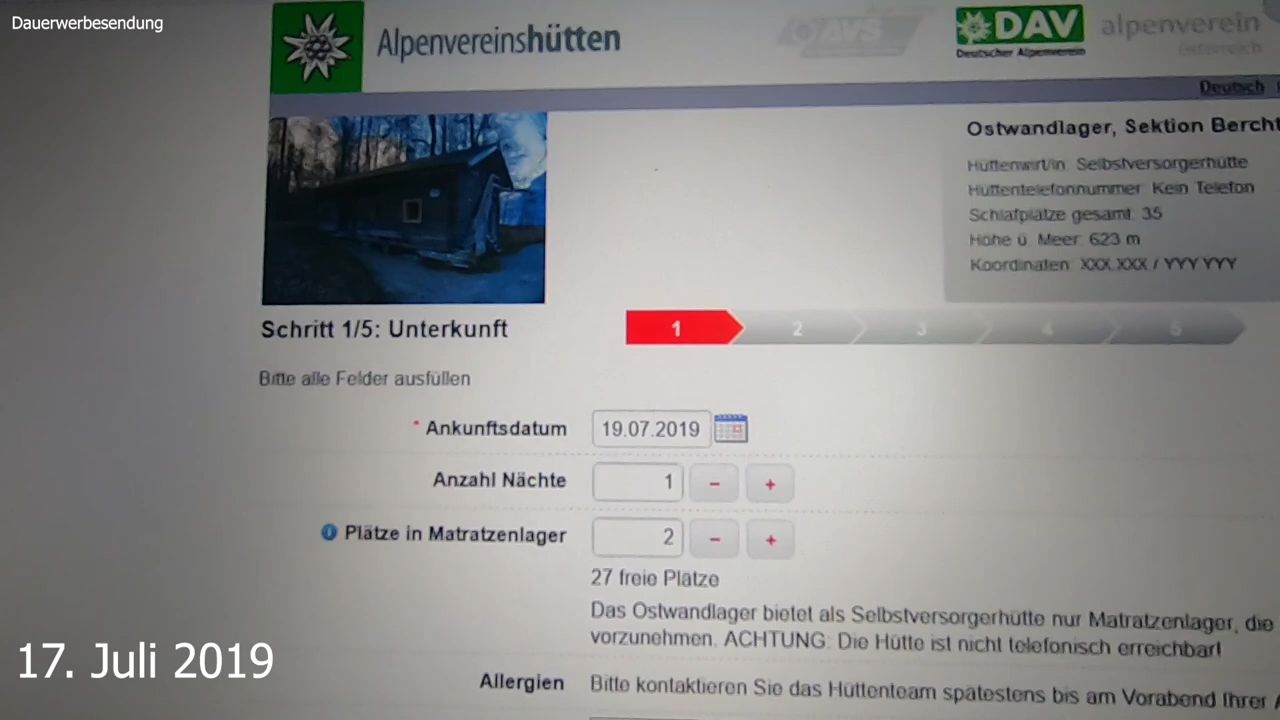 Dauerwerbesendung
Alpenvereinshütten
AVS
DAV
Deutscher Alpenverein
alpenverein
österreich
Deutsch
Ostwandlager, Sektion Bercht
Hüttenwirt/in: Selbstversorgerhütte
Hüttentelefonnummer: Kein Telefon
Schlafplätze gesamt: 35
Höhe ü. Meer: 623 m
Koordinaten: XXX.XXX / YYY.YYY
Schritt 1/5: Unterkunft
1 2 3 4 5
Bitte alle Felder ausfüllen
* Ankunftsdatum 19.07.2019
Anzahl Nächte 1 - +
Plätze in Matratzenlager 2 - +
27 freie Plätze
Das Ostwandlager bietet als Selbstversorgerhütte nur Matratzenlager, die
vorzunehmen. ACHTUNG: Die Hütte ist nicht telefonisch erreichbar!
Allergien Bitte kontaktieren Sie das Hüttenteam spätestens bis am Vorabend Ihrer
17. Juli 2019